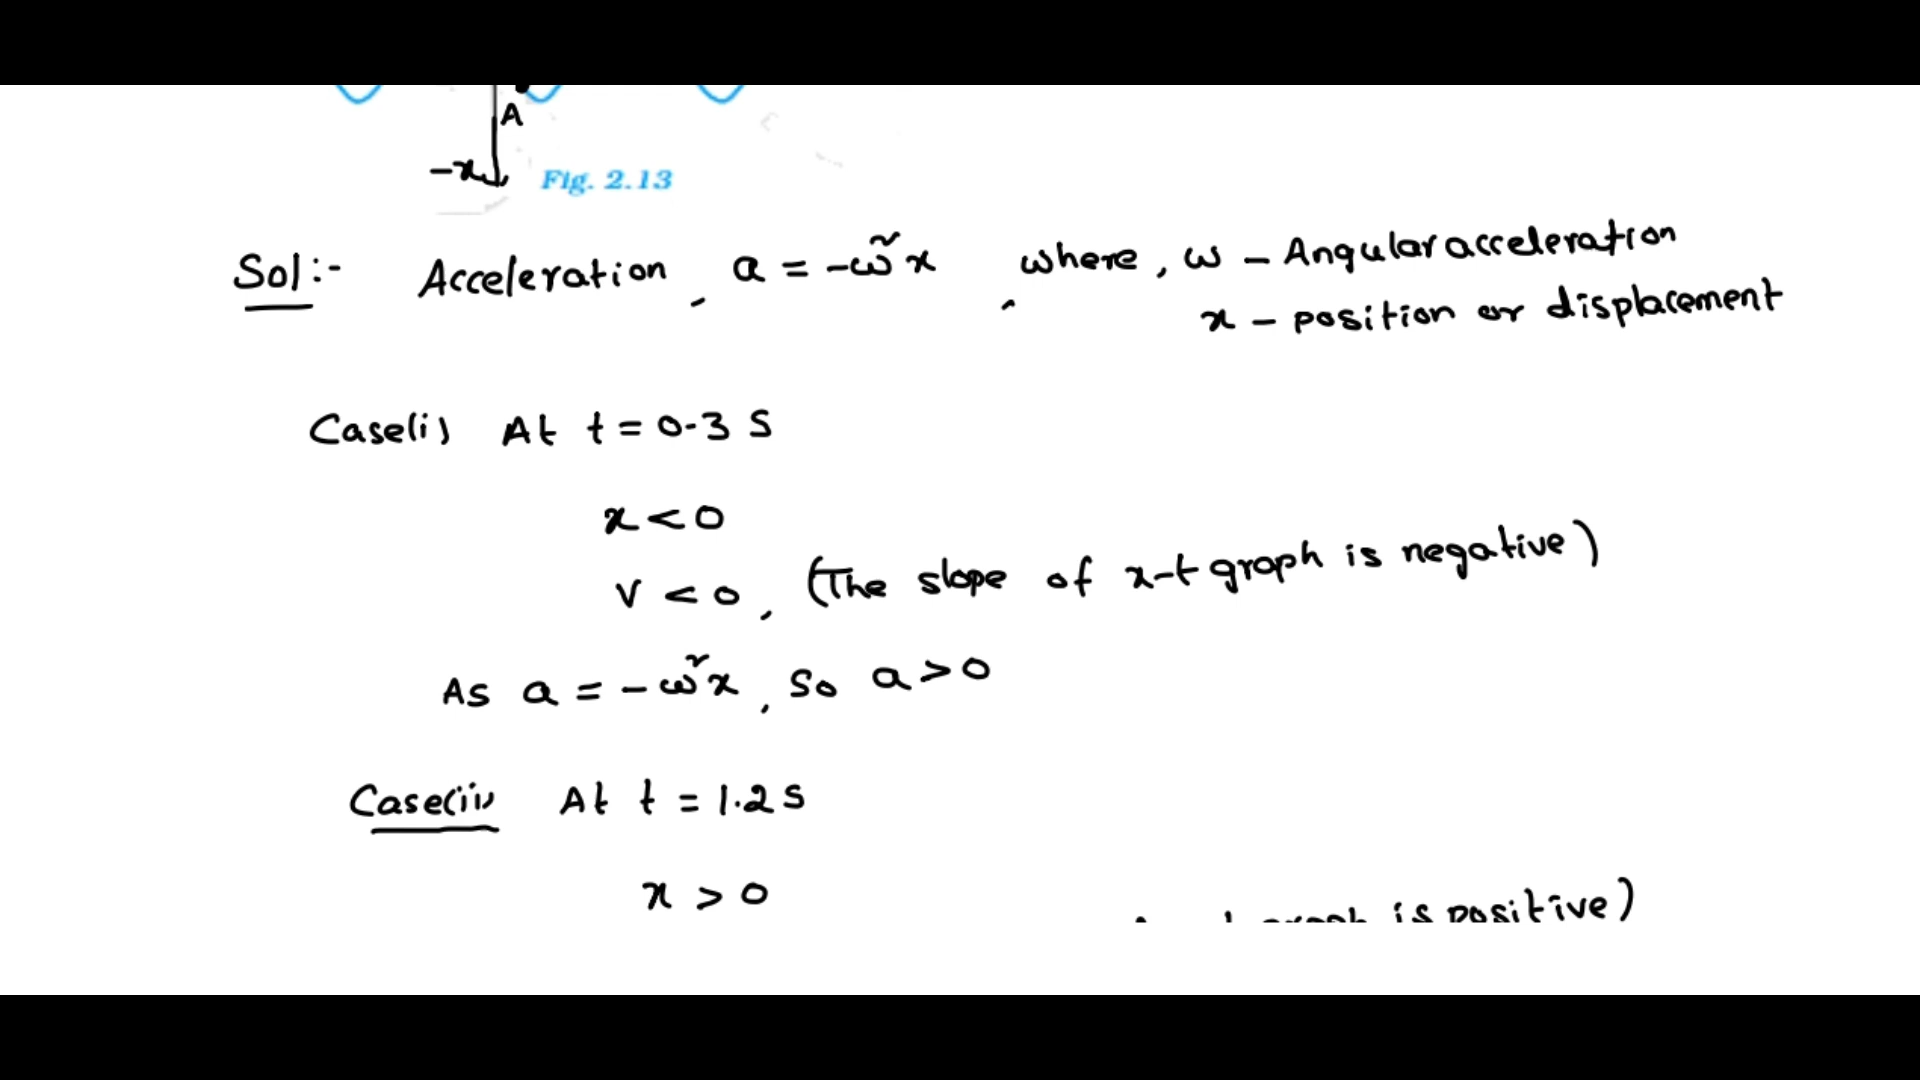 A
-x
Fig. 2.13
Sol:- Acceleration, a = -ω²x, where, ω - Angular acceleration
x - position or displacement
Case(i) At t = 0.3 S
x < 0
v < 0, (The slope of x-t graph is negative)
As a = -ω²x, So a > 0
Case(ii) At t = 1.2 s
x > 0
graph is positive)